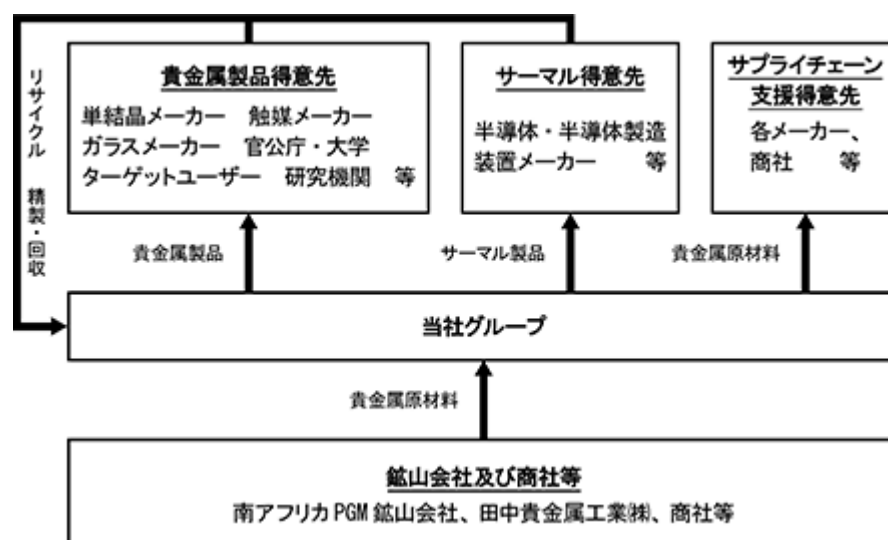 リサイクル 精製・回収
貴金属製品得意先
単結晶メーカー 触媒メーカー
ガラスメーカー 官公庁・大学
ターゲットユーザー 研究機関 等
サーマル得意先
半導体・半導体製造
装置メーカー 等
サプライチェーン
支援得意先
各メーカー、
商社 等
貴金属製品
サーマル製品
貴金属原材料
当社グループ
貴金属原材料
鉱山会社及び商社等
南アフリカPGM鉱山会社、田中貴金属工業㈱、商社等